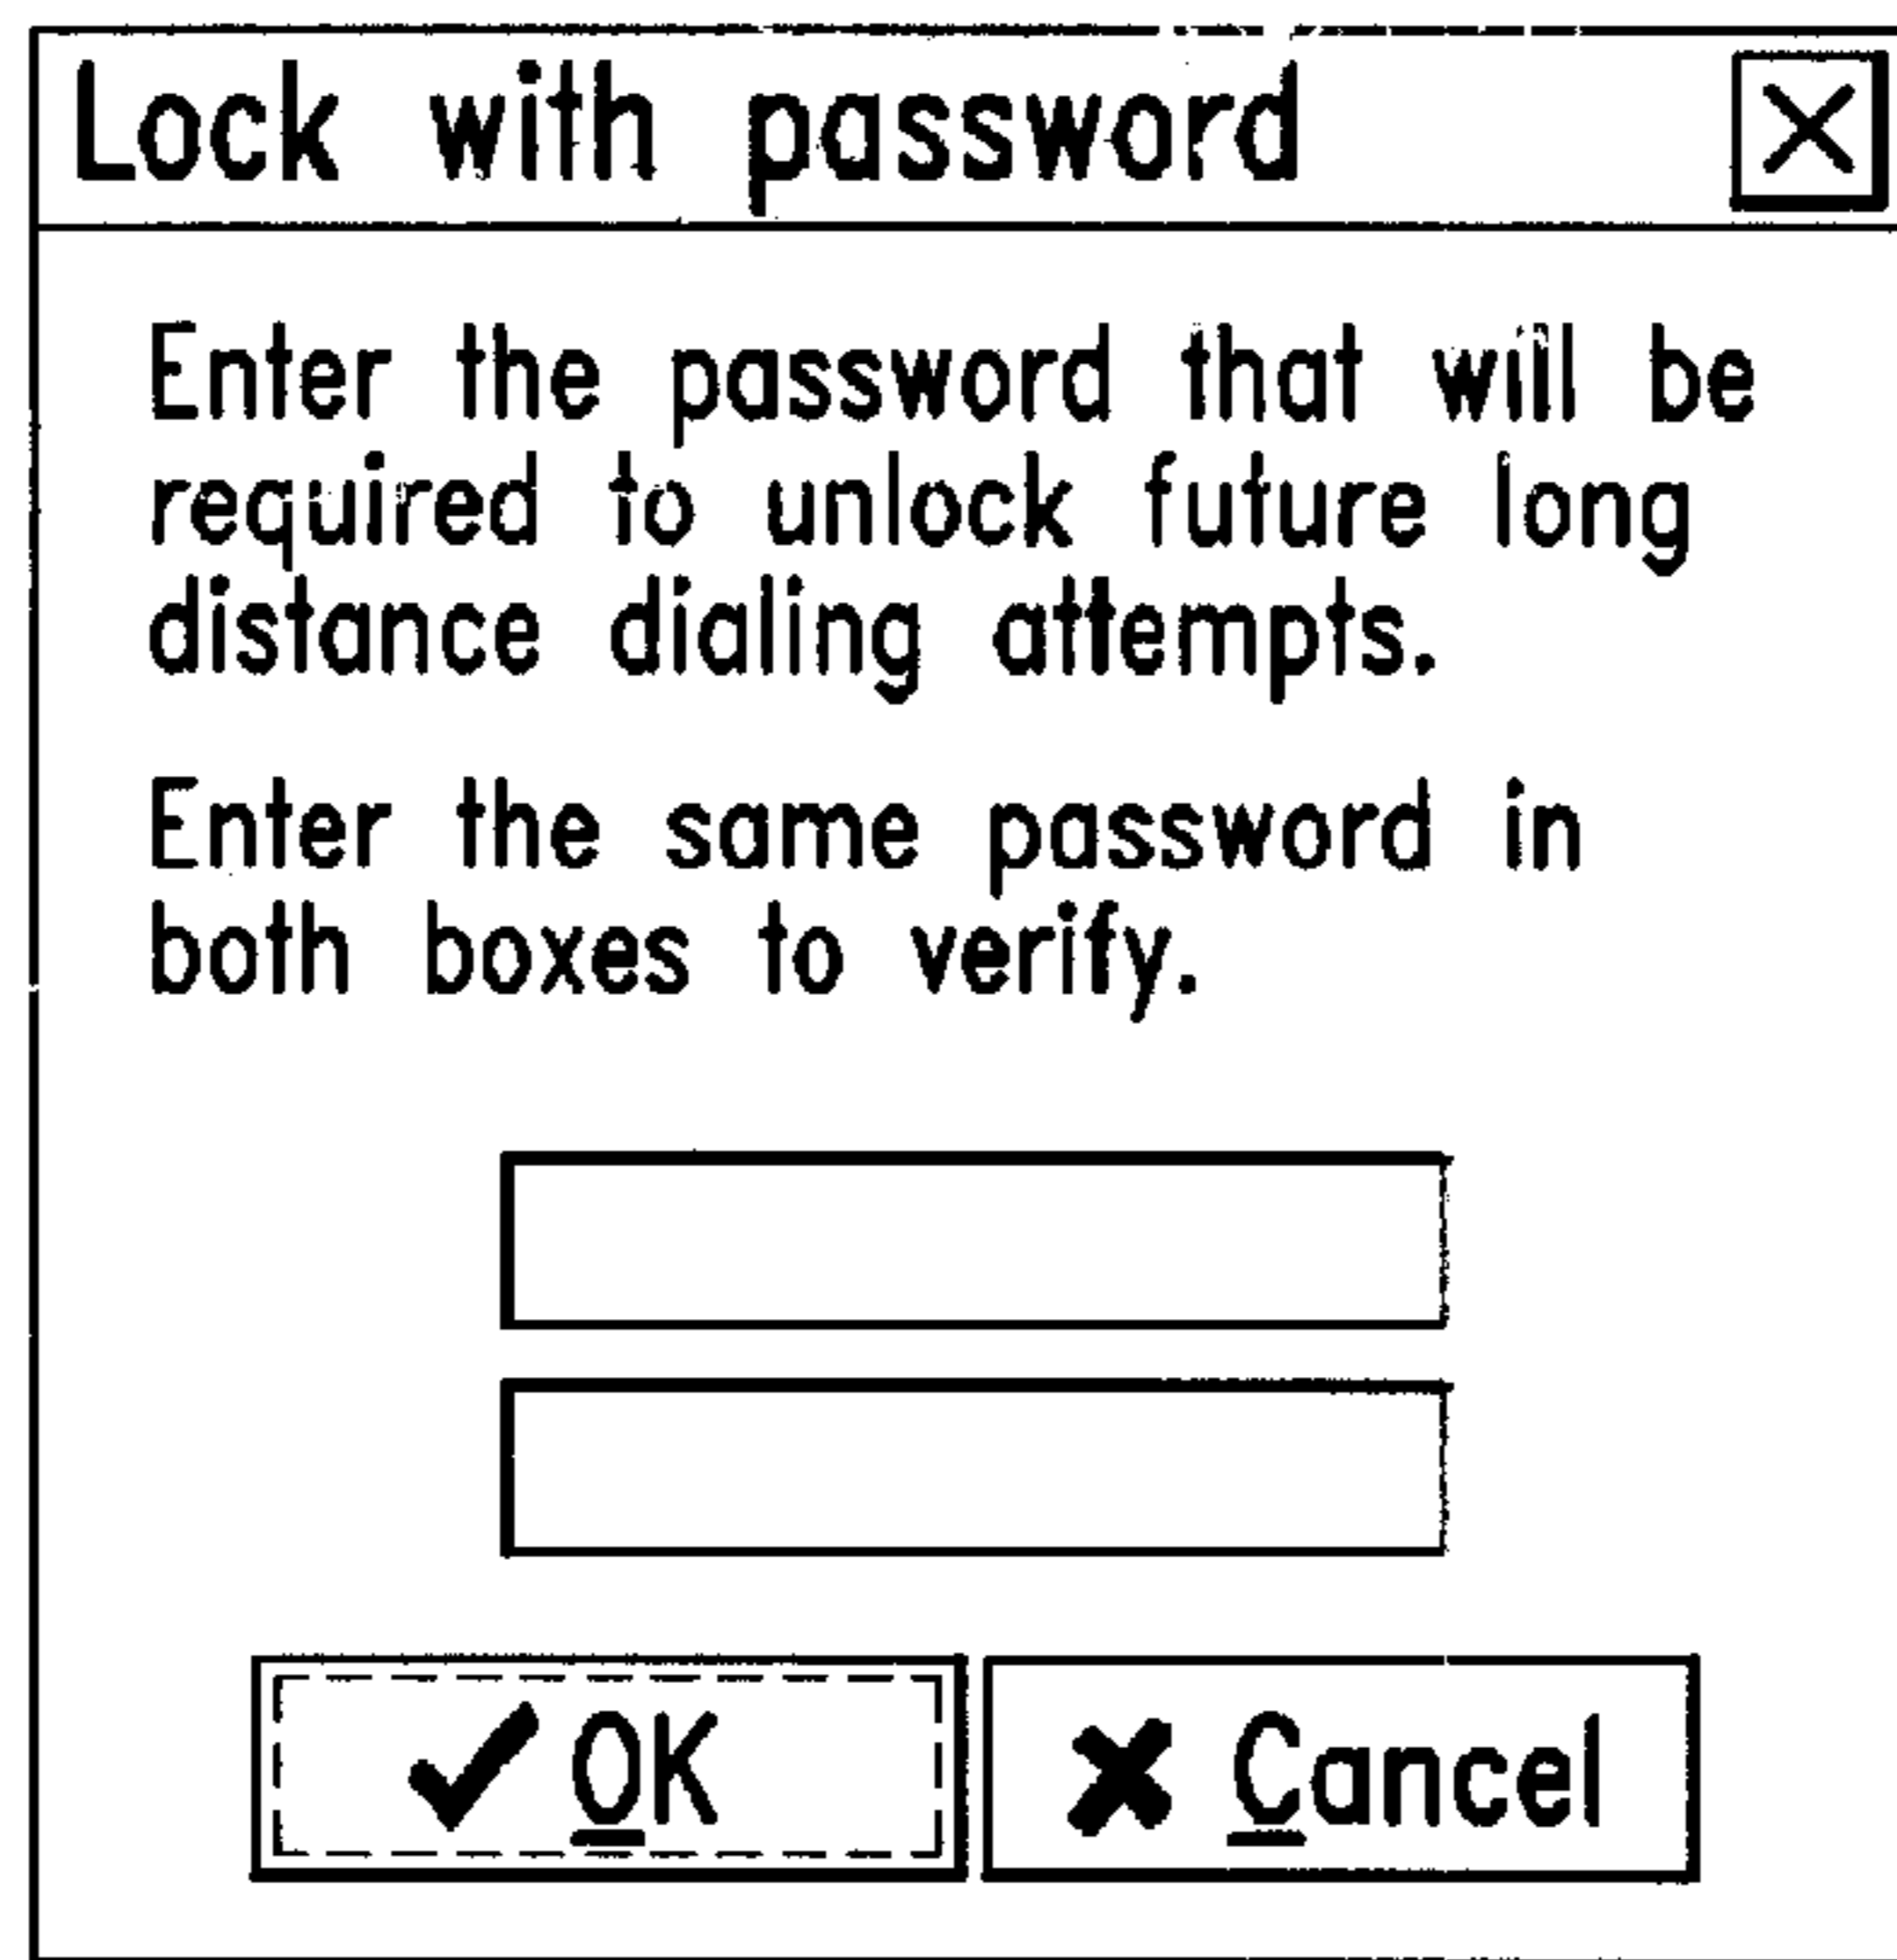 Lock with password
Enter the password that will be
required to unlock future long
distance dialing attempts.
Enter the same password in
both boxes to verify.
OK
Cancel